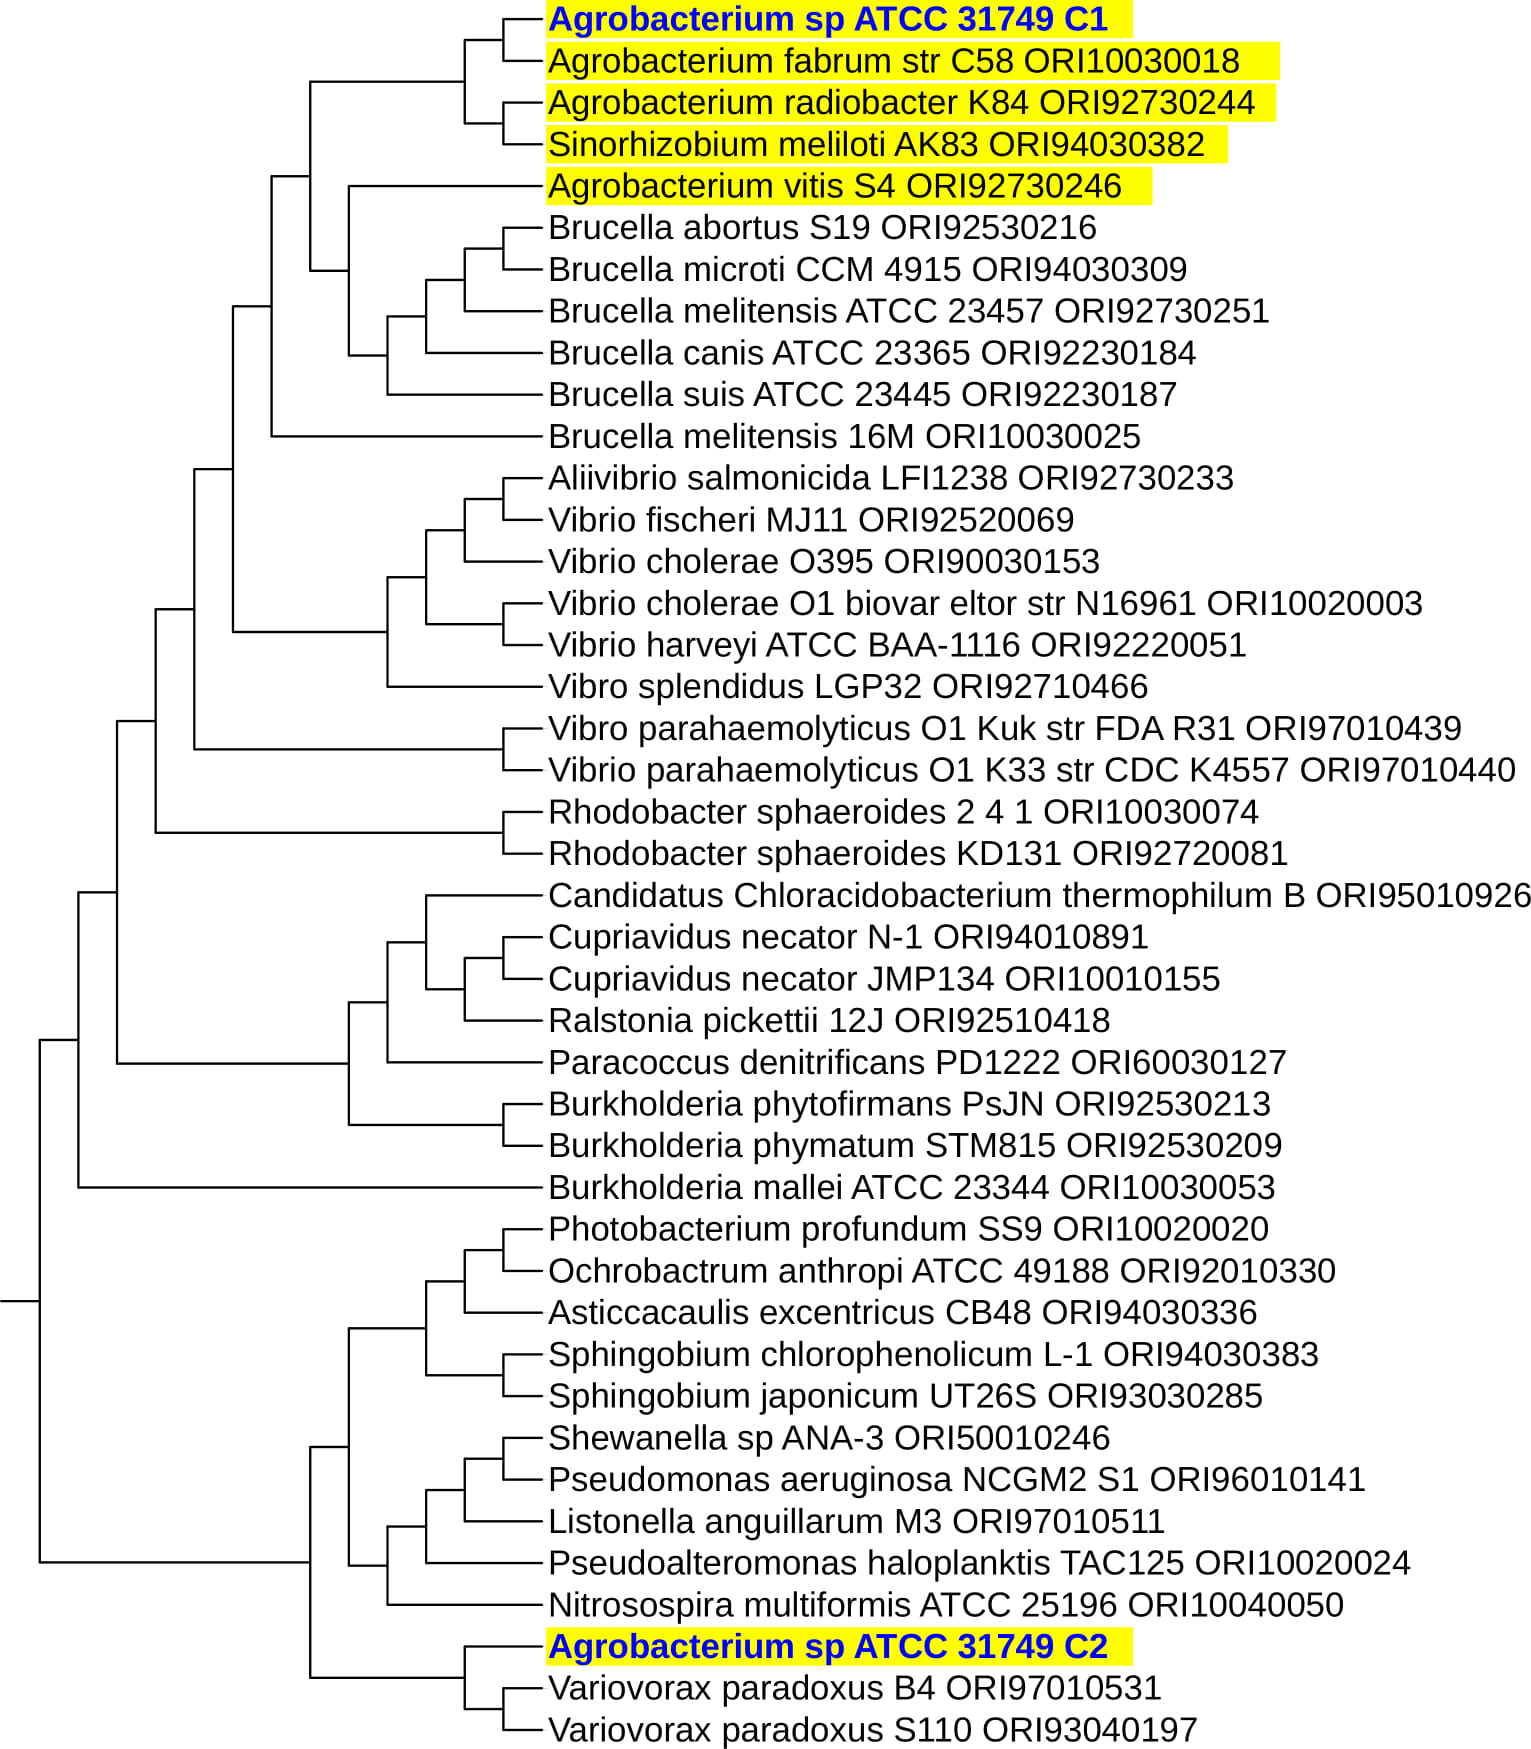 Agrobacterium sp ATCC 31749 C1
Agrobacterium fabrum str C58 ORI10030018
Agrobacterium radiobacter K84 ORI92730244
Sinorhizobium meliloti AK83 ORI94030382
Agrobacterium vitis S4 ORI92730246
Brucella abortus S19 ORI92530216
Brucella microti CCM 4915 ORI94030309
Brucella melitensis ATCC 23457 ORI92730251
Brucella canis ATCC 23365 ORI92230184
Brucella suis ATCC 23445 ORI92230187
Brucella melitensis 16M ORI10030025
Aliivibrio salmonicida LFI1238 ORI92730233
Vibrio fischeri MJ11 ORI92520069
Vibrio cholerae O395 ORI90030153
Vibrio cholerae O1 biovar eltor str N16961 ORI10020003
Vibrio harveyi ATCC BAA-1116 ORI92220051
Vibro splendidus LGP32 ORI92710466
Vibro parahaemolyticus O1 Kuk str FDA R31 ORI97010439
Vibrio parahaemolyticus O1 K33 str CDC K4557 ORI97010440
Rhodobacter sphaeroides 2 4 1 ORI10030074
Rhodobacter sphaeroides KD131 ORI92720081
Candidatus Chloracidobacterium thermophilum B ORI95010926
Cupriavidus necator N-1 ORI94010891
Cupriavidus necator JMP134 ORI10010155
Ralstonia pickettii 12J ORI92510418
Paracoccus denitrificans PD1222 ORI60030127
Burkholderia phytofirmans PsJN ORI92530213
Burkholderia phymatum STM815 ORI92530209
Burkholderia mallei ATCC 23344 ORI10030053
Photobacterium profundum SS9 ORI10020020
Ochrobactrum anthropi ATCC 49188 ORI92010330
Asticcacaulis excentricus CB48 ORI94030336
Sphingobium chlorophenolicum L-1 ORI94030383
Sphingobium japonicum UT26S ORI93030285
Shewanella sp ANA-3 ORI50010246
Pseudomonas aeruginosa NCGM2 S1 ORI96010141
Listonella anguillarum M3 ORI97010511
Pseudoalteromonas haloplanktis TAC125 ORI10020024
Nitrosospira multiformis ATCC 25196 ORI10040050
Agrobacterium sp ATCC 31749 C2
Variovorax paradoxus B4 ORI97010531
Variovorax paradoxus S110 ORI93040197